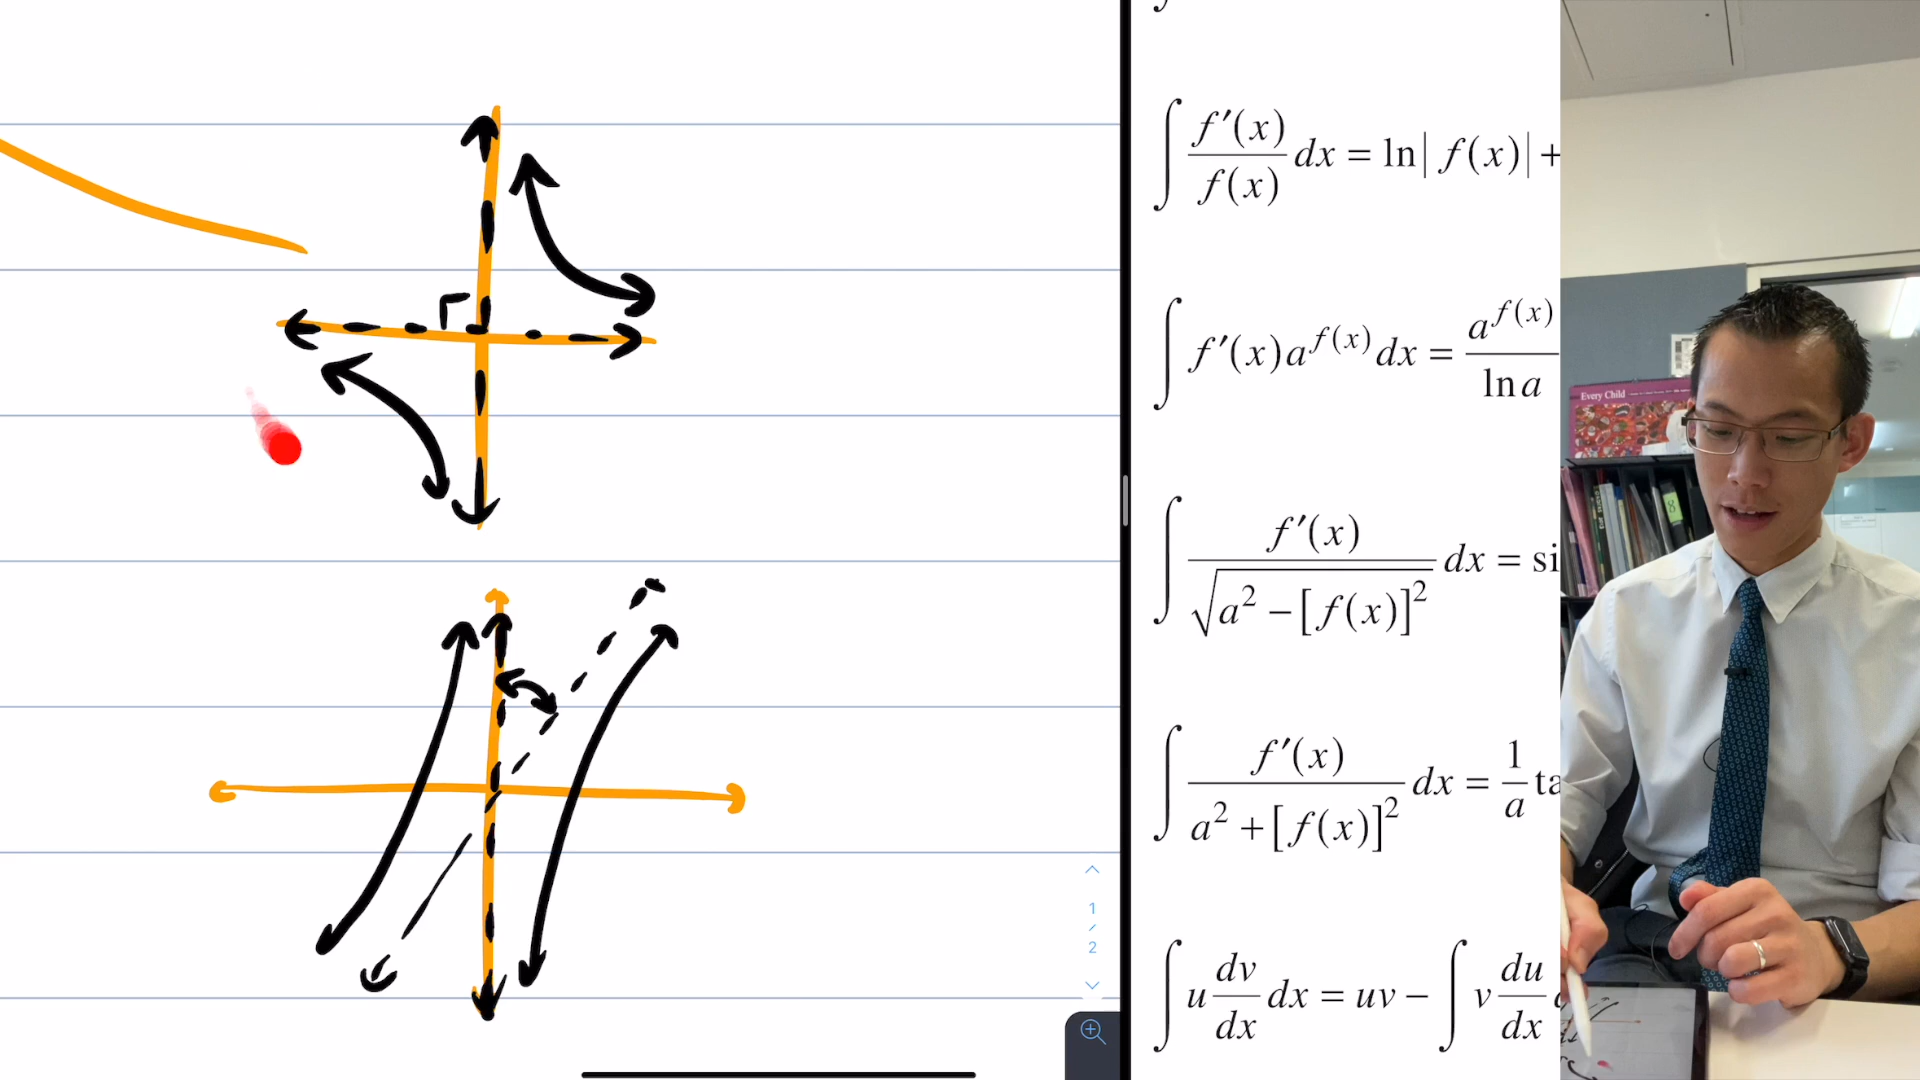 ∫ f′(x)/f(x) dx = ln| f(x)| +
∫ f′(x)a^f(x) dx = a^f(x)/ln a
∫ f′(x)/√(a² − [f(x)]²) dx = si
∫ f′(x)/(a² + [f(x)]²) dx = 1/a ta
∫ u dv/dx dx = uv − ∫ v du/dx
1
/
2
Every Child